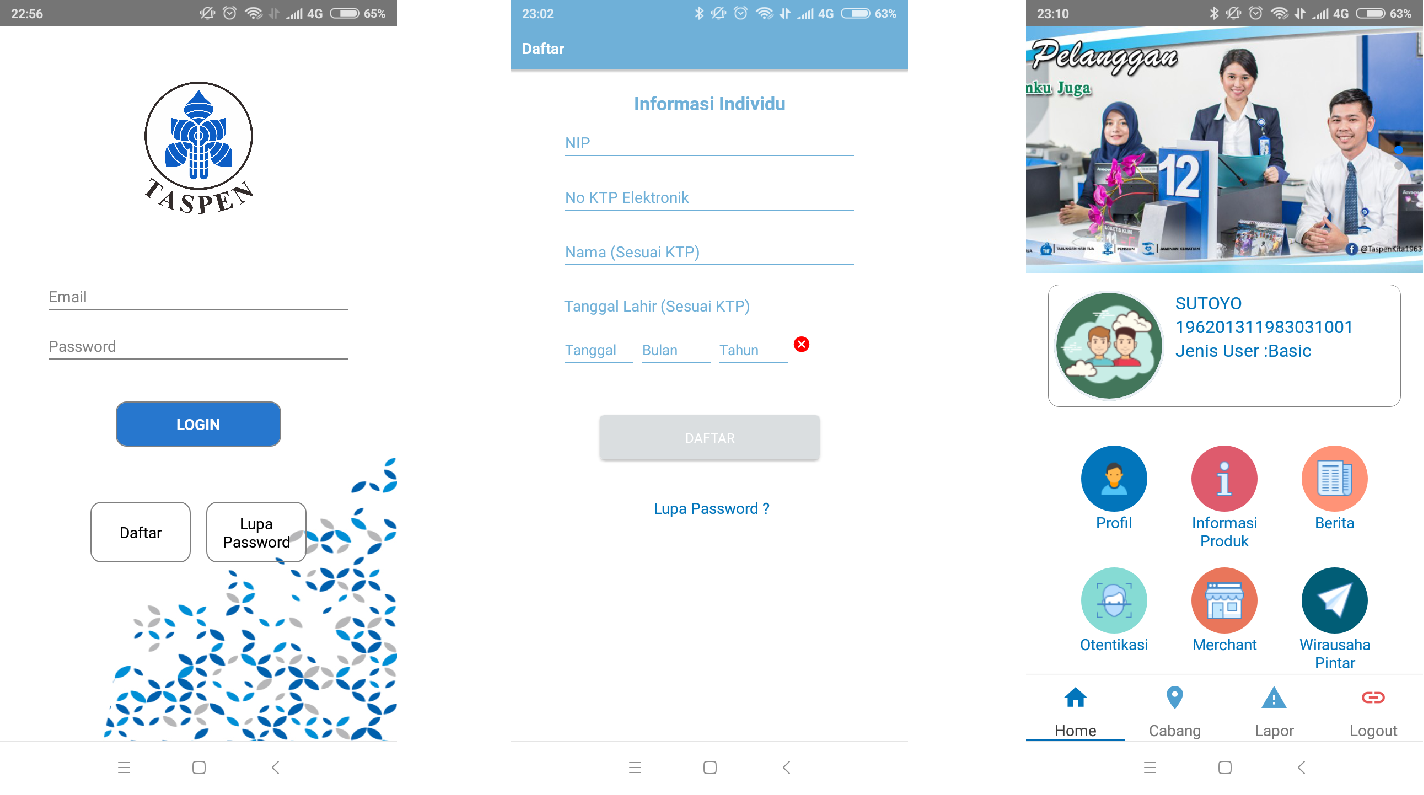 22:56
4G
65%
TASPEN
Email
Password
LOGIN
Daftar
Lupa
Password
23:02
4G
63%
Daftar
Informasi Individu
NIP
No KTP Elektronik
Nama (Sesuai KTP)
Tanggal Lahir (Sesuai KTP)
Tanggal
Bulan
Tahun
DAFTAR
Lupa Password ?
23:10
4G
63%
Pelanggan
nku Juga
12
@TaspenKita1963
SUTOYO
196201311983031001
Jenis User :Basic
Profil
Informasi
Produk
Berita
Otentikasi
Merchant
Wirausaha
Pintar
Home
Cabang
Lapor
Logout